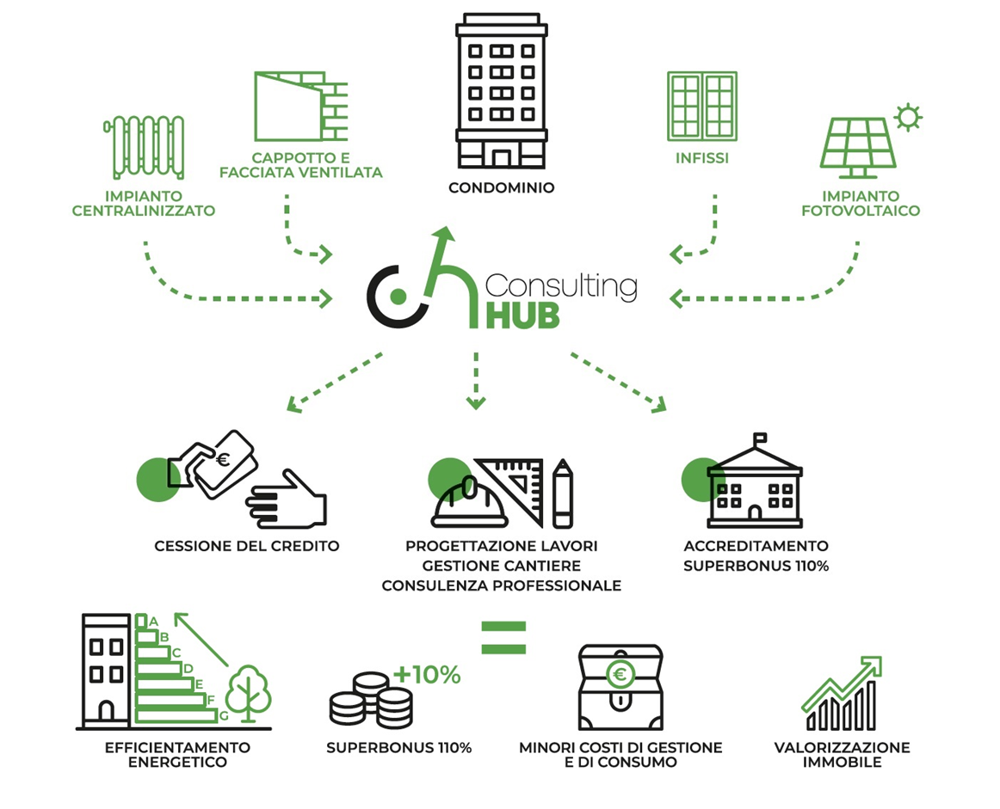 CONDOMINIO
CAPPOTTO E
FACCIATA VENTILATA
INFISSI
IMPIANTO
CENTRALINIZZATO
IMPIANTO
FOTOVOLTAICO
Consulting
HUB
€
CESSIONE DEL CREDITO
PROGETTAZIONE LAVORI
GESTIONE CANTIERE
CONSULENZA PROFESSIONALE
ACCREDITAMENTO
SUPERBONUS 110%
A
B
C
D
E
F
G
EFFICIENTAMENTO
ENERGETICO
+10%
SUPERBONUS 110%
€
MINORI COSTI DI GESTIONE
E DI CONSUMO
VALORIZZAZIONE
IMMOBILE